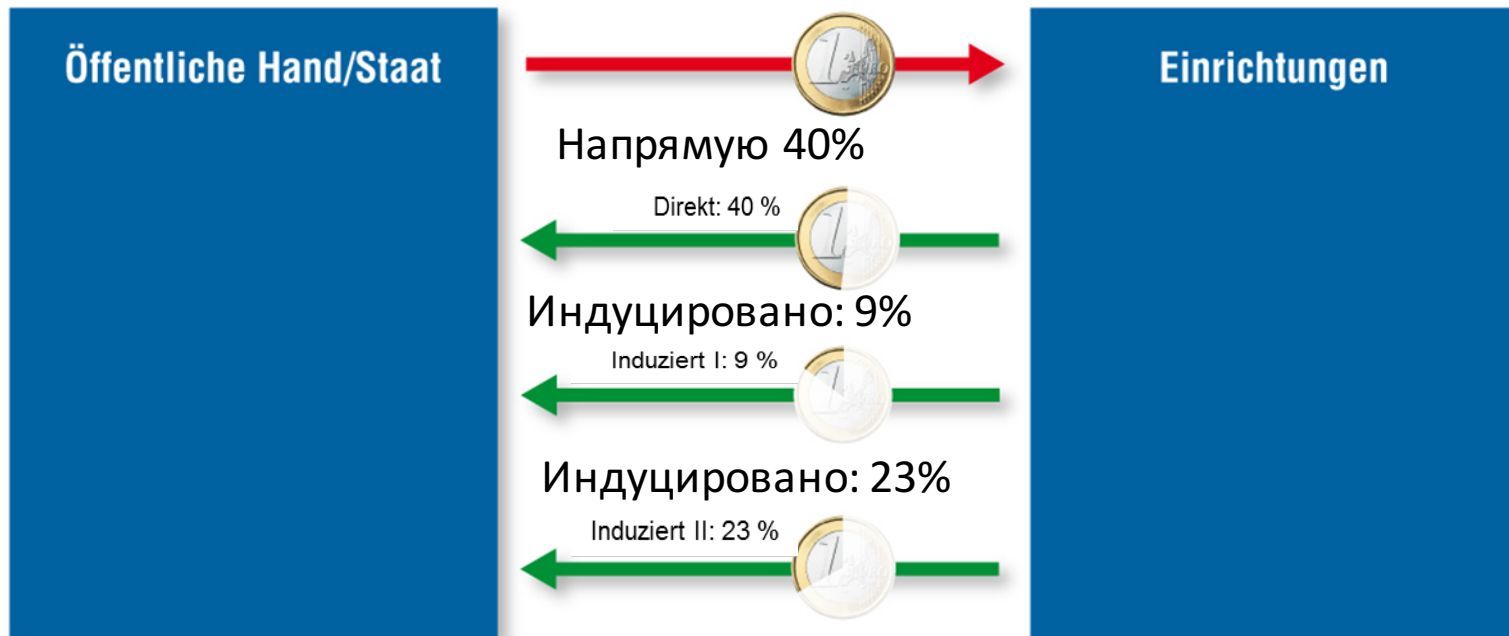 Öffentliche Hand/Staat
Einrichtungen
Напрямую 40%
Direkt: 40 %
Индуцировано: 9%
Induziert I: 9 %
Индуцировано: 23%
Induziert II: 23 %